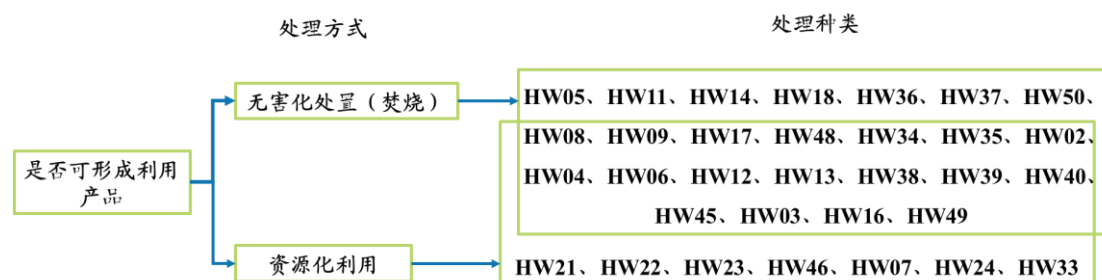 处理方式
处理种类
无害化处置（焚烧）
HW05、HW11、HW14、HW18、HW36、HW37、HW50、
HW08、HW09、HW17、HW48、HW34、HW35、HW02、
HW04、HW06、HW12、HW13、HW38、HW39、HW40、
HW45、HW03、HW16、HW49
是否可形成利用
产品
资源化利用
HW21、HW22、HW23、HW46、HW07、HW24、HW33